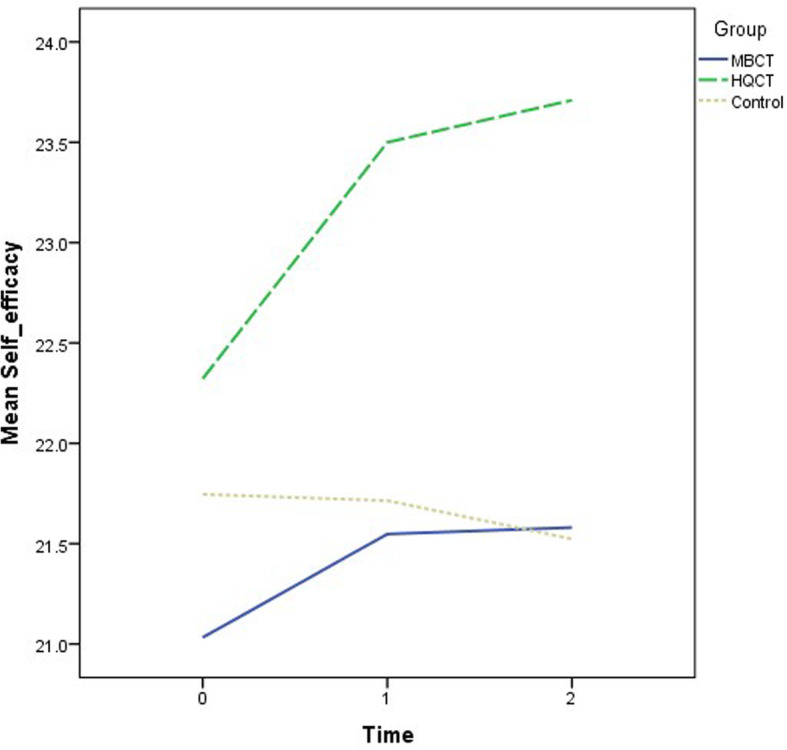 Group
MBCT
HQCT
Control
24.0
23.5
23.0
22.5
22.0
21.5
21.0
Mean Self_efficacy
0 1 2
Time